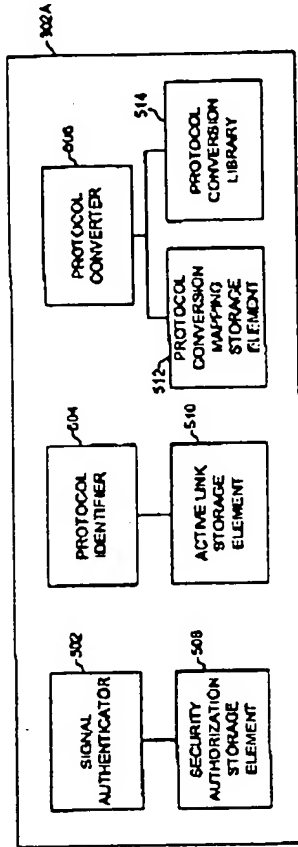 302A
502
SIGNAL
AUTHENTICATOR
508
SECURITY
AUTHORIZATION
STORAGE
ELEMENT
504
PROTOCOL
IDENTIFIER
510
ACTIVE LINK
STORAGE
ELEMENT
506
PROTOCOL
CONVERTER
512
PROTOCOL
CONVERSION
MAPPING
STORAGE
ELEMENT
514
PROTOCOL
CONVERSION
LIBRARY